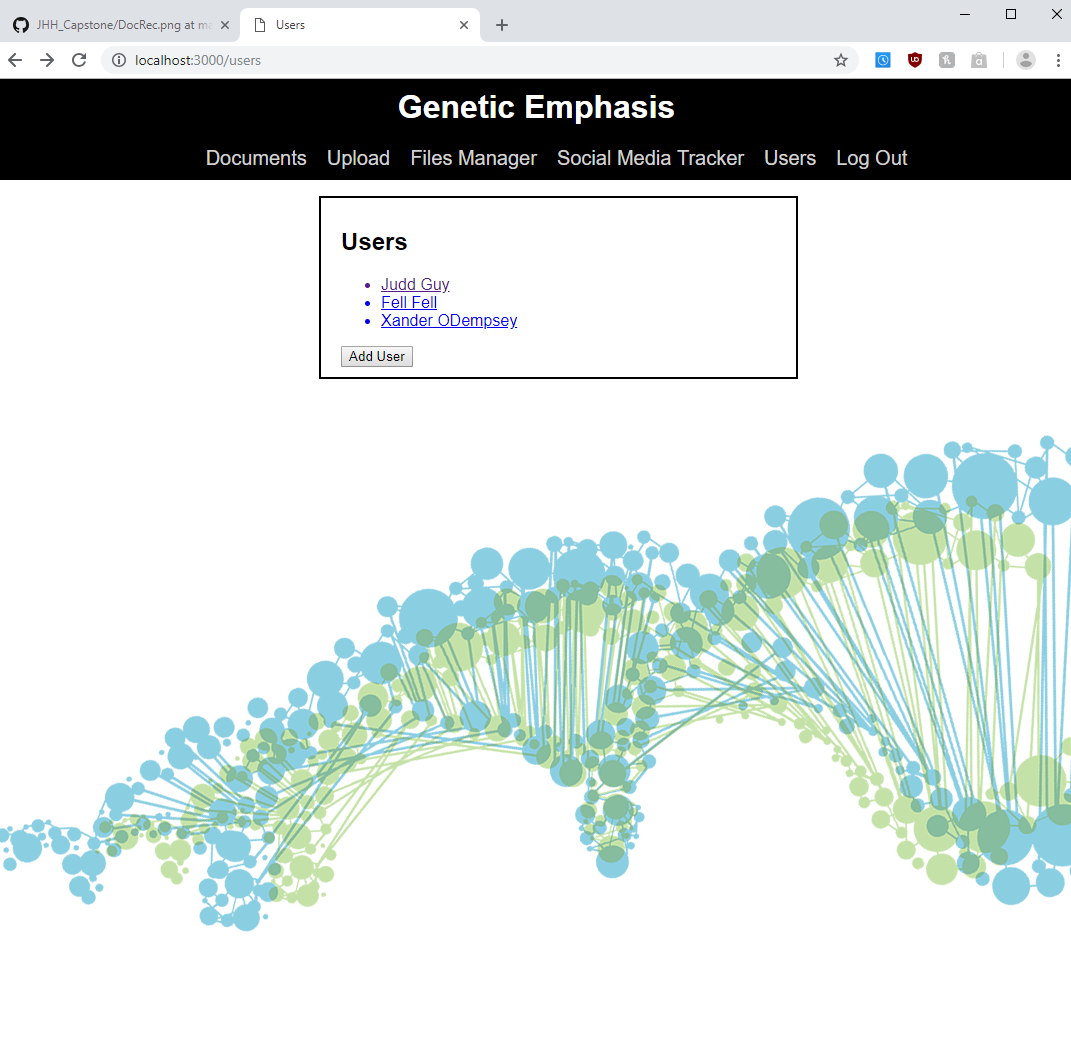 JHH_Capstone/DocRec.png at ma
Users
localhost:3000/users
Genetic Emphasis
Documents Upload Files Manager Social Media Tracker Users Log Out
Users
Judd Guy
Fell Fell
Xander ODempsey
Add User